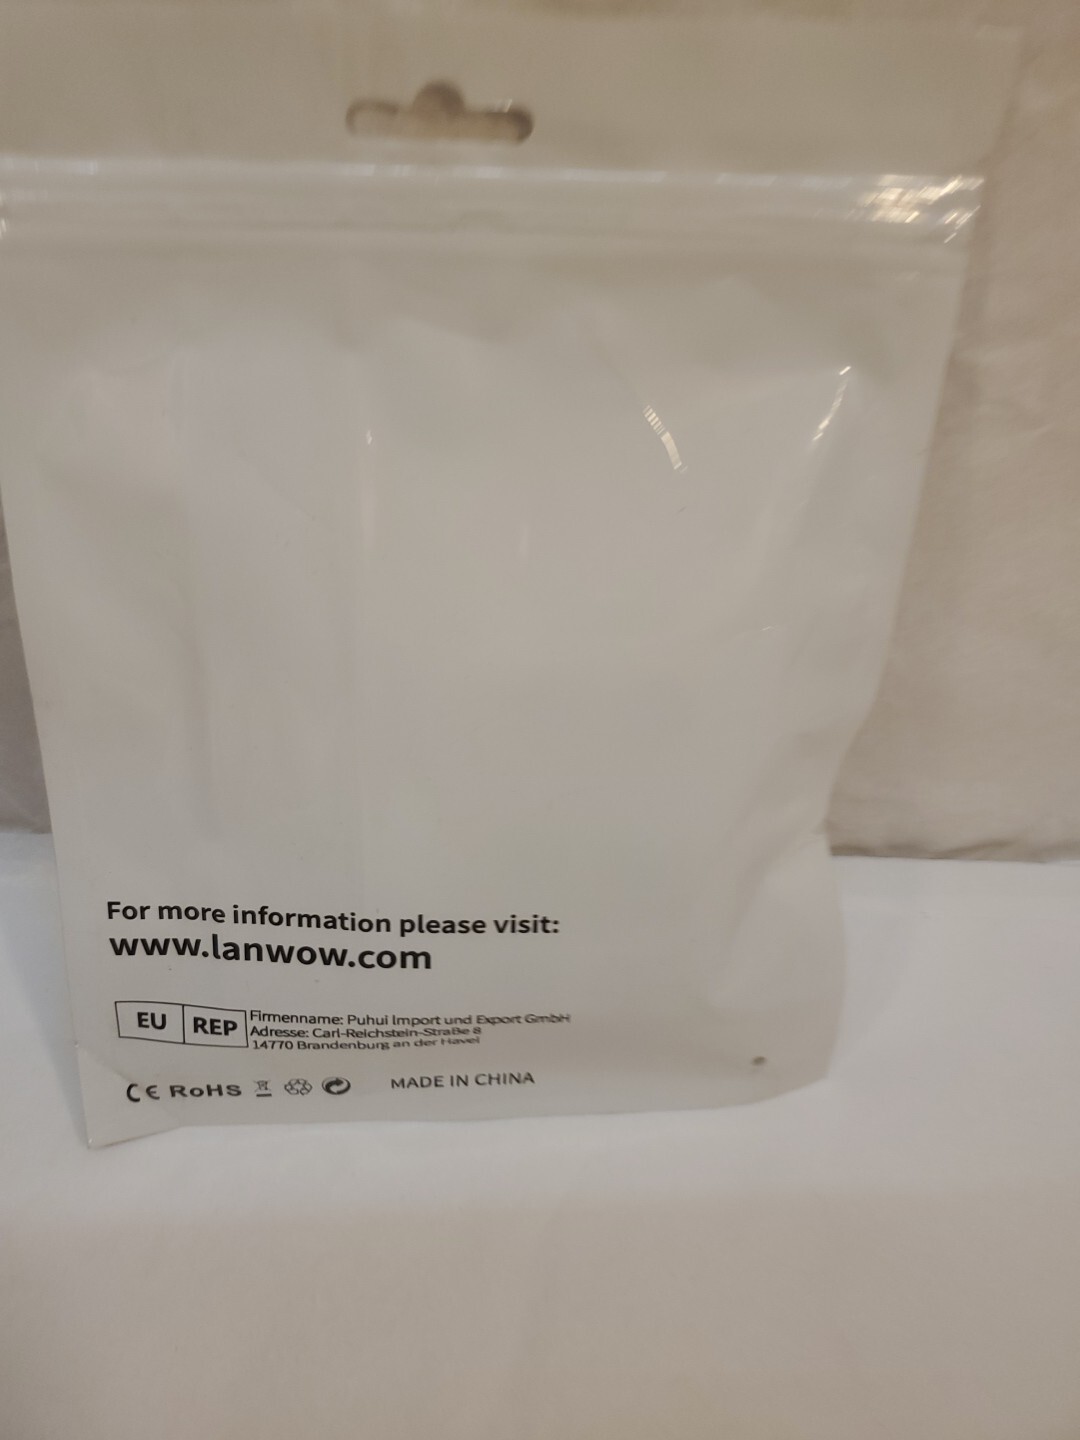 For more information please visit:
www.lanwow.com
EU REP
Firmenname: Puhui Import und Export GmbH
Adresse: Carl-Reichstein-Straße 8
14770 Brandenburg an der Havel
CE RoHS MADE IN CHINA